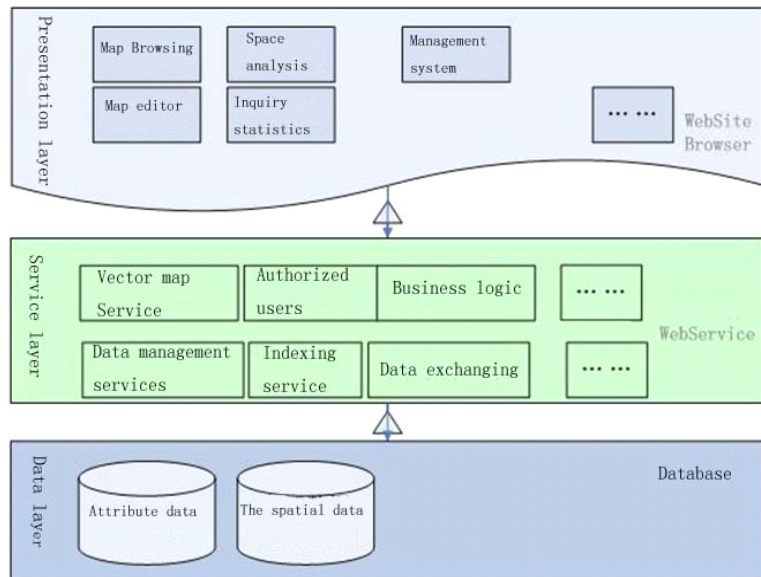 Presentation layer
Map Browsing
Space
analysis
Management
system
Map editor
Inquiry
statistics
... ...
WebSite
Browser
Service layer
Vector map
Service
Authorized
users
Business logic
... ...
WebService
Data management
services
Indexing
service
Data exchanging
... ...
Data layer
Attribute data
The spatial data
Database